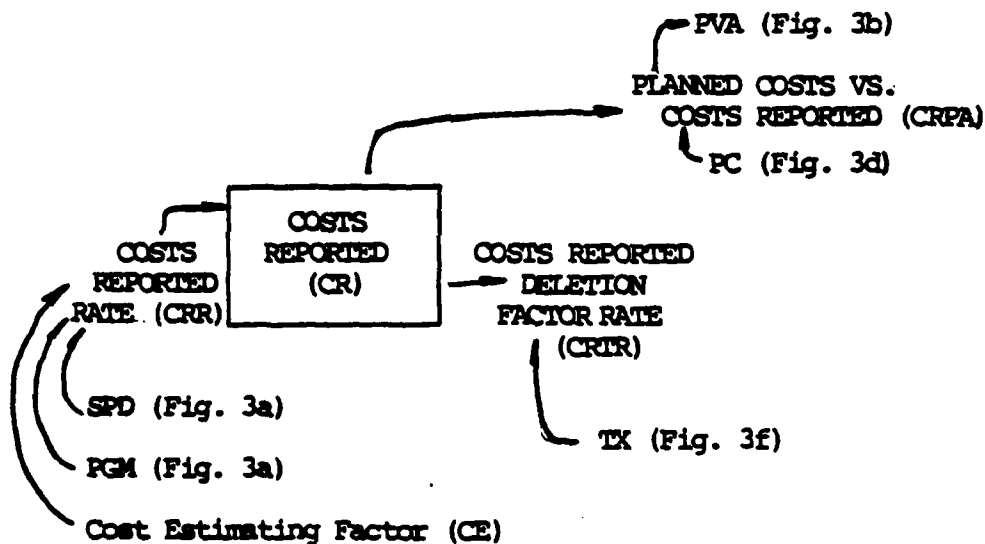 PVA (Fig. 3b)
PLANNED COSTS VS.
COSTS REPORTED (CRPA)
PC (Fig. 3d)
COSTS
REPORTED
(CR)
COSTS
REPORTED
RATE (CRR)
COSTS REPORTED
DELETION
FACTOR RATE
(CRTR)
SPD (Fig. 3a)
TX (Fig. 3f)
PGM (Fig. 3a)
Cost Estimating Factor (CE)